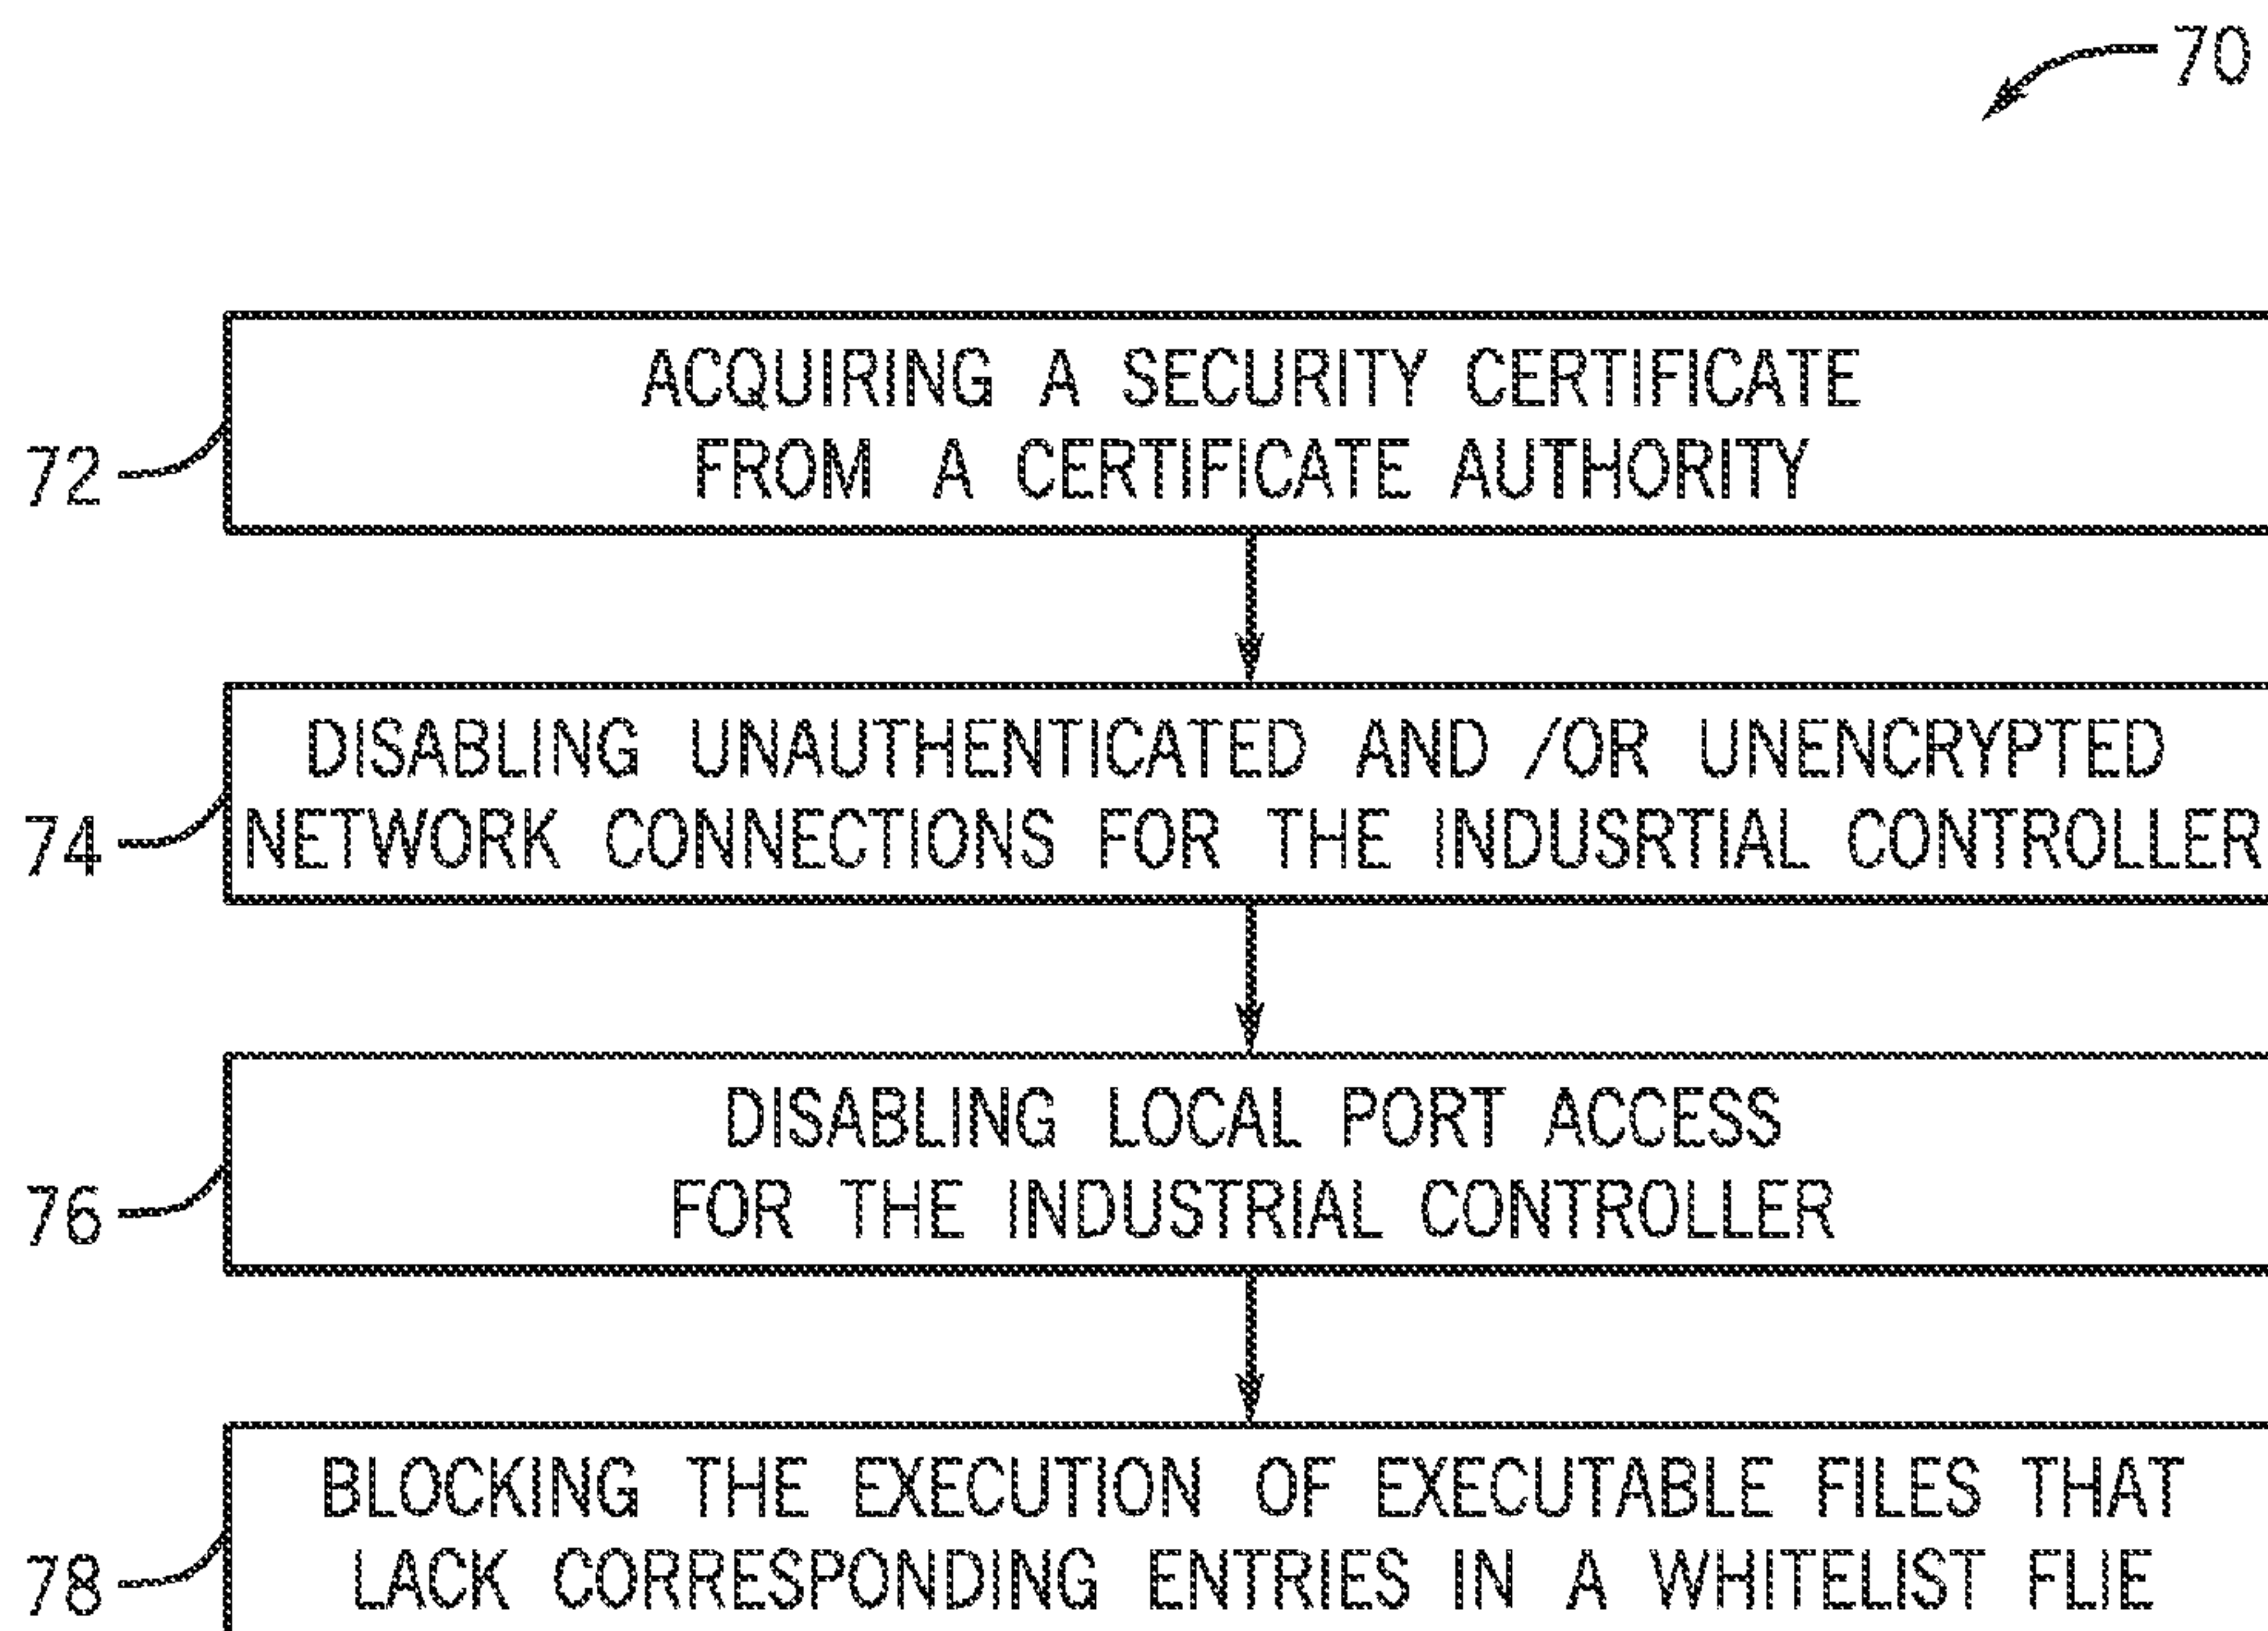 70
ACQUIRING A SECURITY CERTIFICATE
FROM A CERTIFICATE AUTHORITY
72
DISABLING UNAUTHENTICATED AND /OR UNENCRYPTED
NETWORK CONNECTIONS FOR THE INDUSRTIAL CONTROLLER
74
DISABLING LOCAL PORT ACCESS
FOR THE INDUSTRIAL CONTROLLER
76
BLOCKING THE EXECUTION OF EXECUTABLE FILES THAT
LACK CORRESPONDING ENTRIES IN A WHITELIST FLIE
78